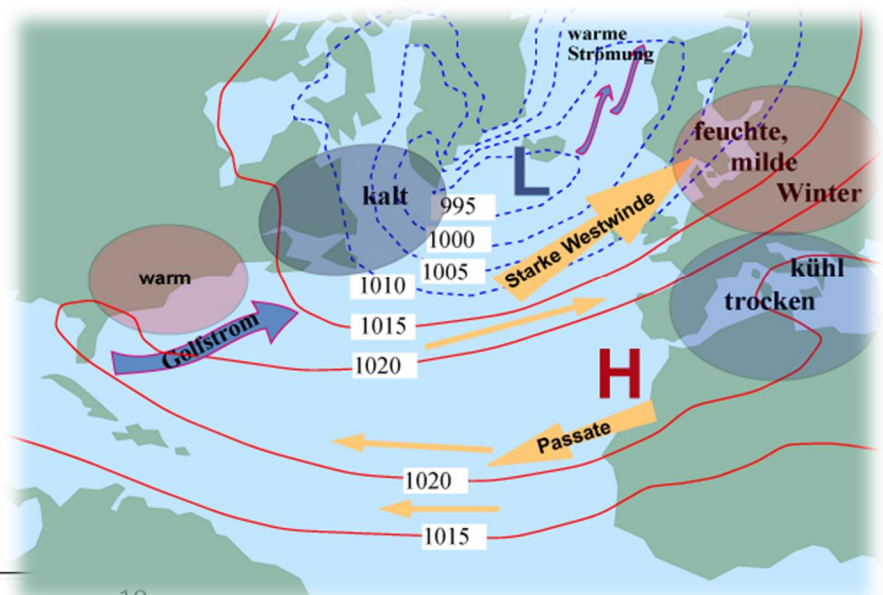 warme
Strömung
feuchte,
milde
Winter
L
kalt
995
1000
Starke Westwinde
kühl
trocken
1005
warm
1010
1015
Golfstrom
1020
H
Passate
1020
1015